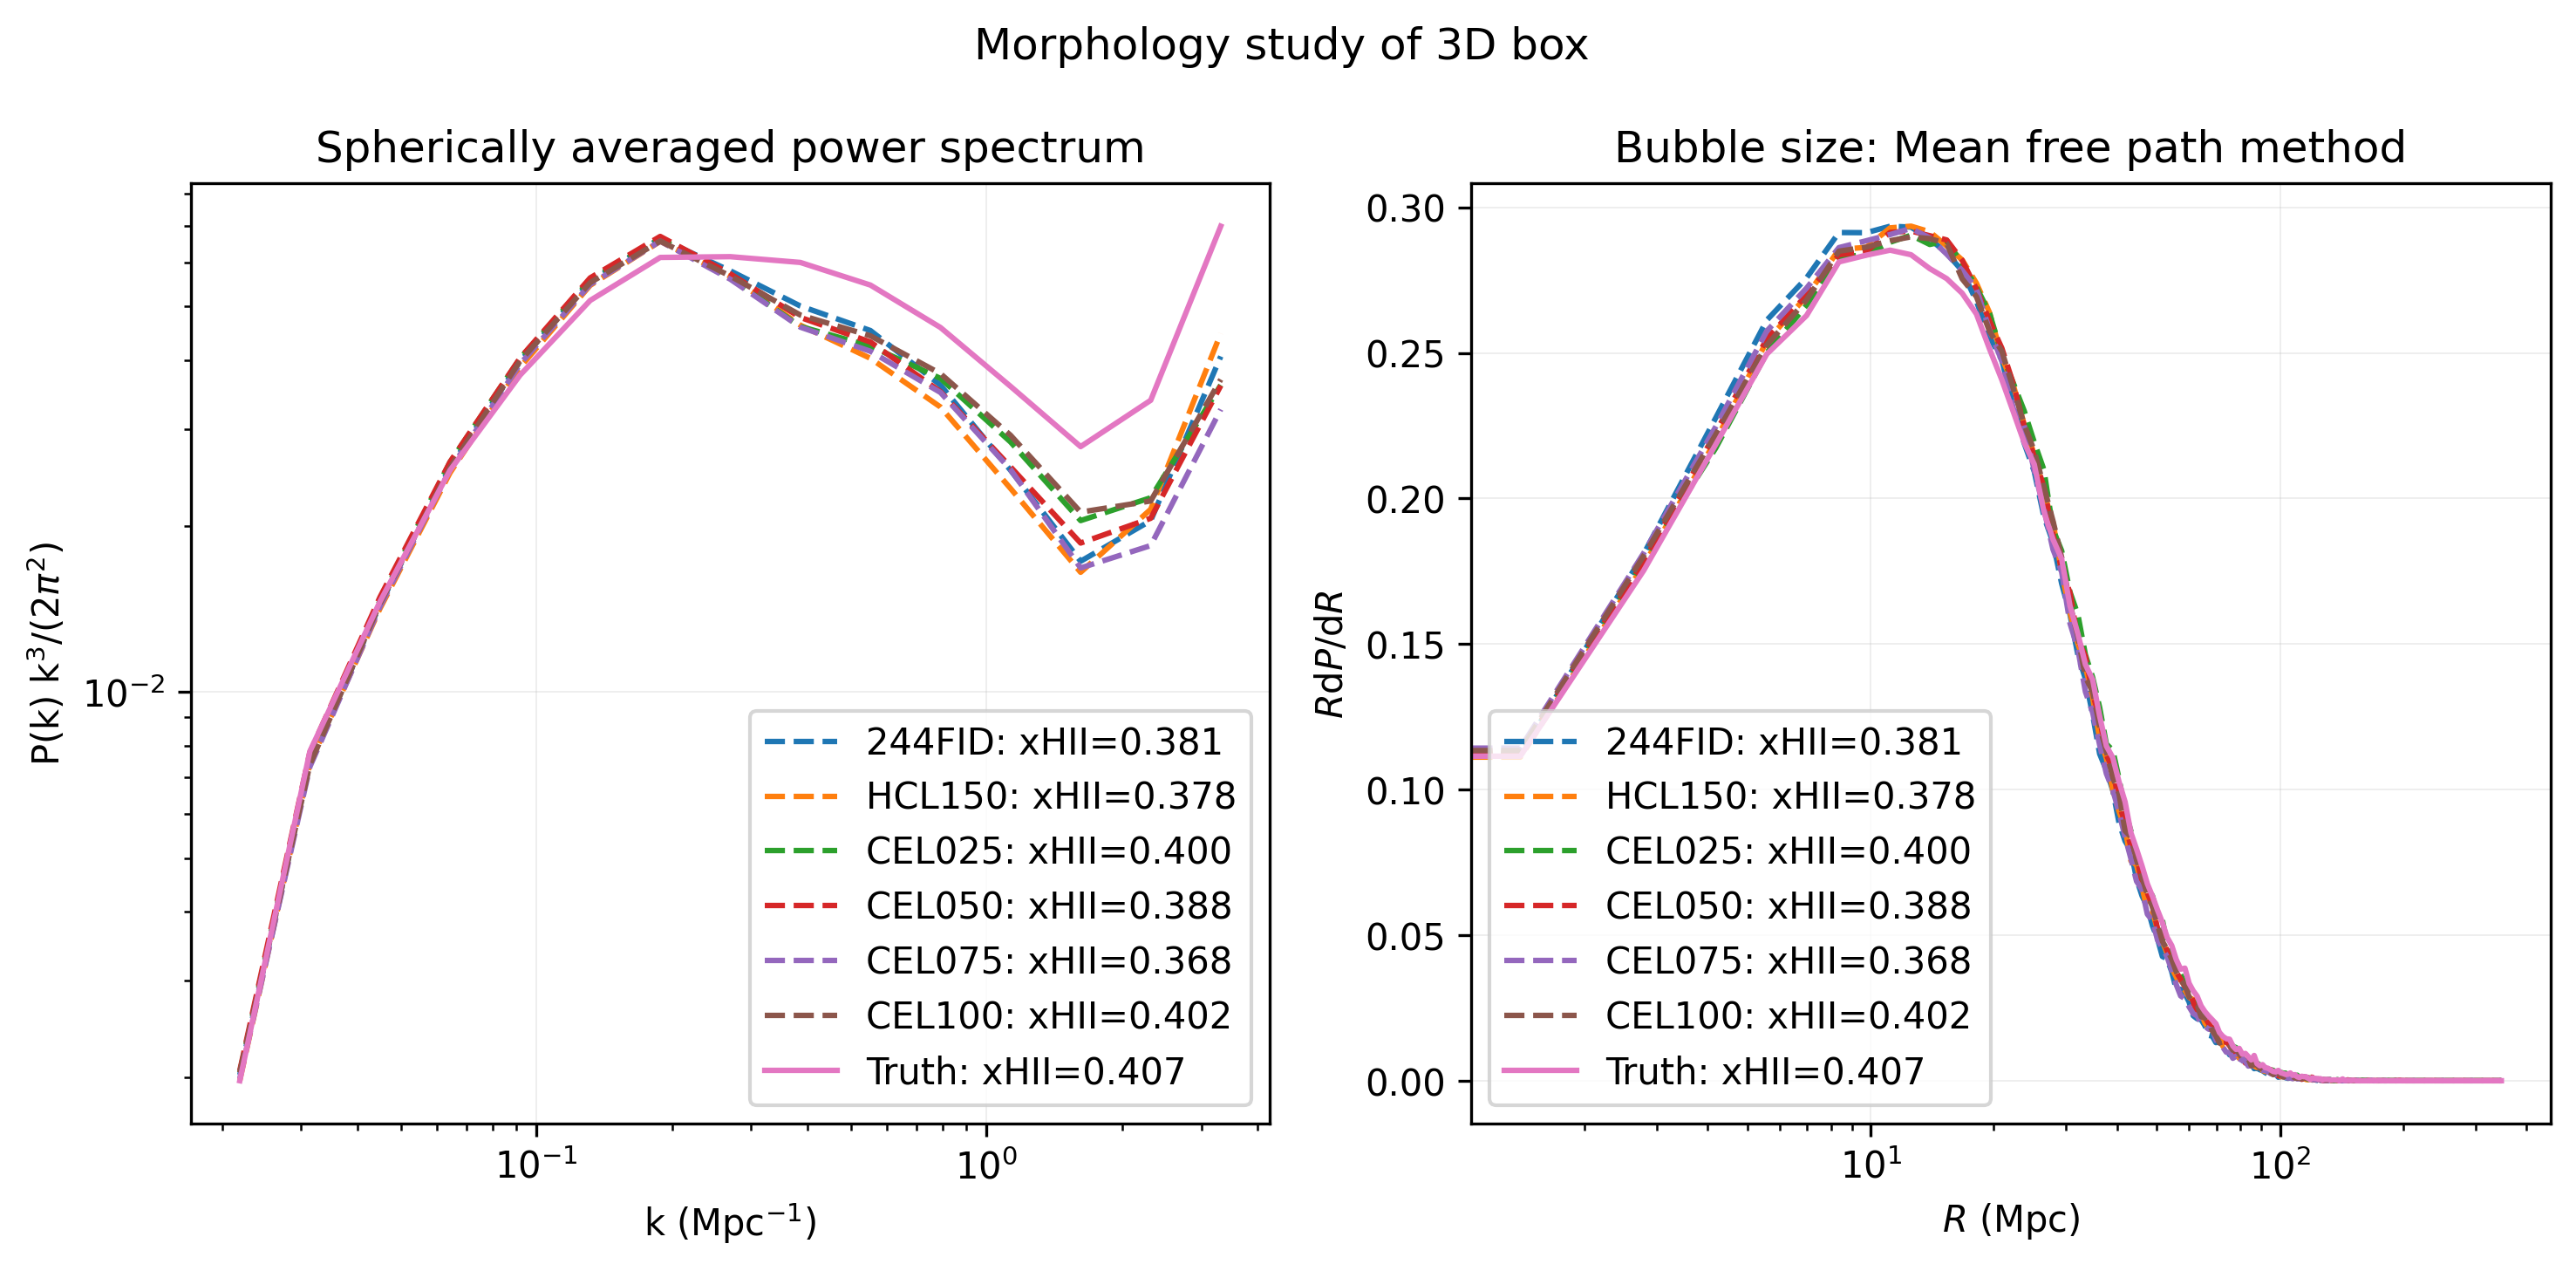 Morphology study of 3D box
Spherically averaged power spectrum
P(k) k³/(2π²)
10⁻²
244FID: xHII=0.381
HCL150: xHII=0.378
CEL025: xHII=0.400
CEL050: xHII=0.388
CEL075: xHII=0.368
CEL100: xHII=0.402
Truth: xHII=0.407
10⁻¹ 10⁰
k (Mpc⁻¹)
Bubble size: Mean free path method
RdP/dR
0.30
0.25
0.20
0.15
0.10
0.05
0.00
244FID: xHII=0.381
HCL150: xHII=0.378
CEL025: xHII=0.400
CEL050: xHII=0.388
CEL075: xHII=0.368
CEL100: xHII=0.402
Truth: xHII=0.407
10¹ 10²
R (Mpc)